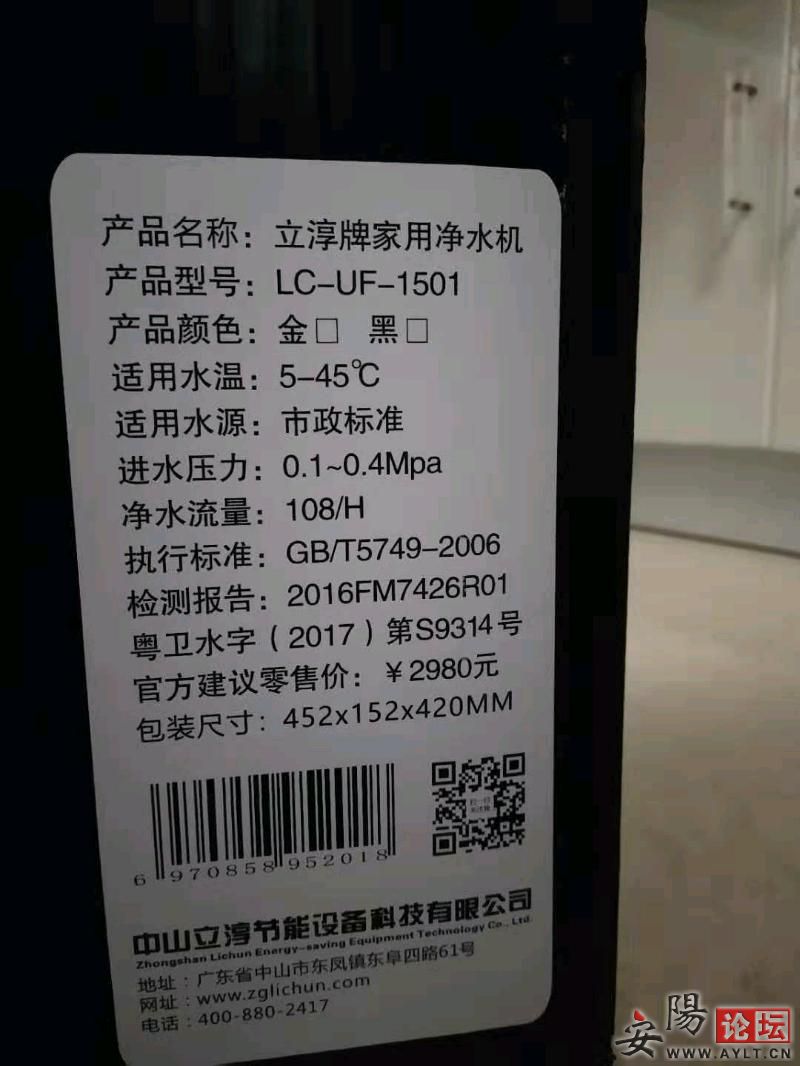 产品名称：立淳牌家用净水机
产品型号：LC-UF-1501
产品颜色：金□ 黑□
适用水温：5-45℃
适用水源：市政标准
进水压力：0.1~0.4Mpa
净水流量：108/H
执行标准：GB/T5749-2006
检测报告：2016FM7426R01
粤卫水字（2017）第S9314号
官方建议零售价：￥2980元
包装尺寸：452x152x420MM
6 970858 952018
中山立淳节能设备科技有限公司
Zhongshan Lichun Energy-saving Equipment Technology Co., Ltd.
地址：广东省中山市东凤镇东阜四路61号
网址：www.zglichun.com
电话：400-880-2417
安陽论坛
WWW.AYLT.CN